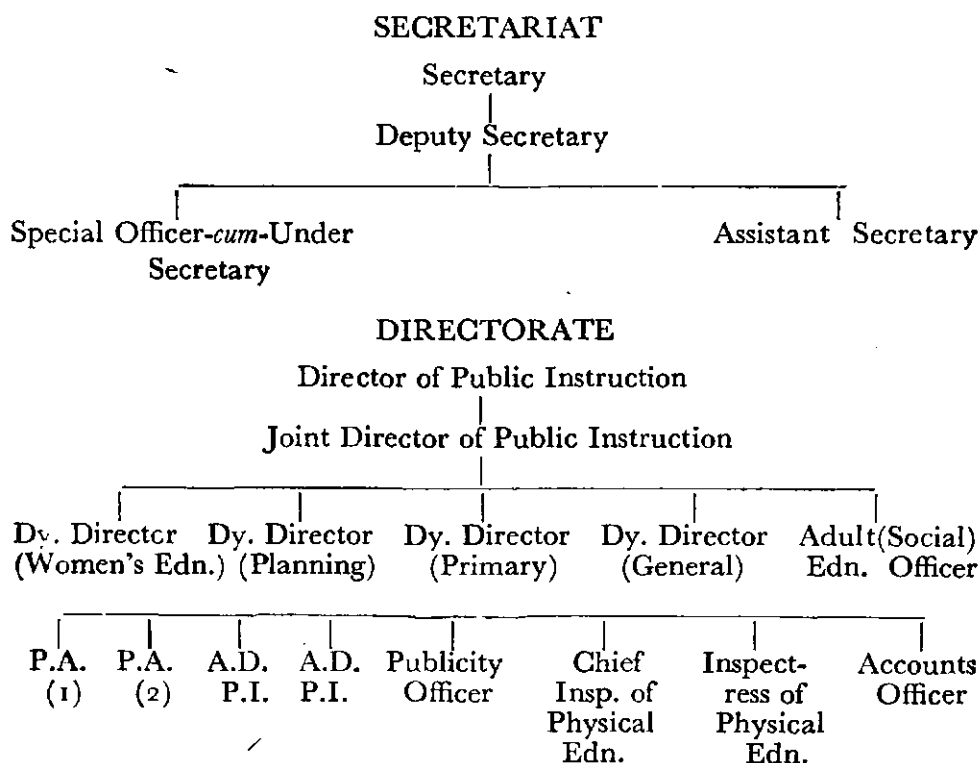 SECRETARIAT
Secretary
Deputy Secretary
Special Officer-cum-Under Secretary
Assistant Secretary
DIRECTORATE
Director of Public Instruction
Joint Director of Public Instruction
Dy. Director (Women's Edn.)
Dy. Director (Planning)
Dy. Director (Primary)
Dy. Director (General)
Adult (Social) Edn. Officer
P.A. (1)
P.A. (2)
A.D. P.I.
A.D. P.I.
Publicity Officer
Chief Insp. of Physical Edn.
Inspect-ress of Physical Edn.
Accounts Officer